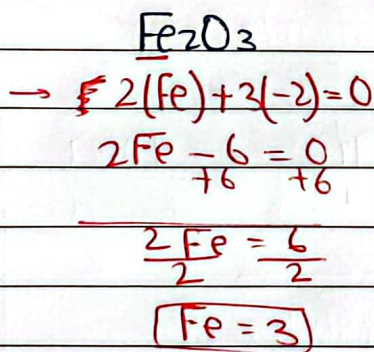 Fe2O3
→ 2(Fe)+3(-2)=0
2Fe - 6 = 0
+6 +6
2Fe = 6
2 2
Fe = 3